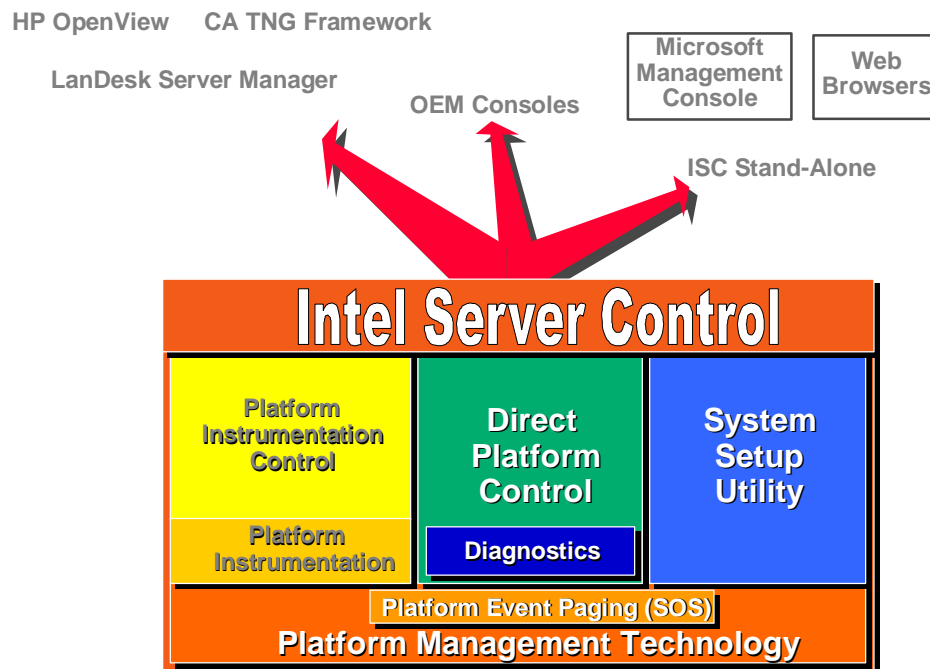 HP OpenView CA TNG Framework
LanDesk Server Manager
OEM Consoles
Microsoft
Management
Console
Web
Browsers
ISC Stand-Alone
Intel Server Control
Platform
Instrumentation
Control
Platform
Instrumentation
Direct
Platform
Control
Diagnostics
System
Setup
Utility
Platform Event Paging (SOS)
Platform Management Technology